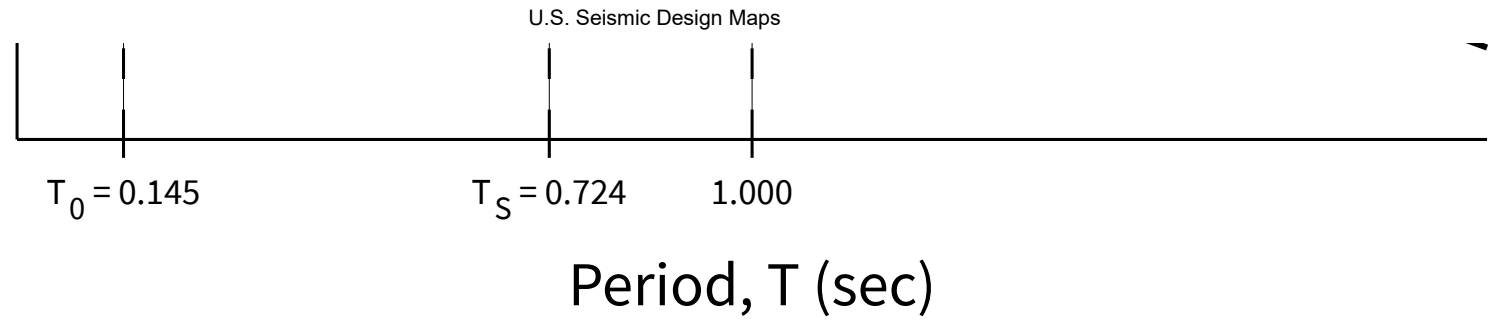 U.S. Seismic Design Maps
T0 = 0.145 TS = 0.724 1.000
Period, T (sec)